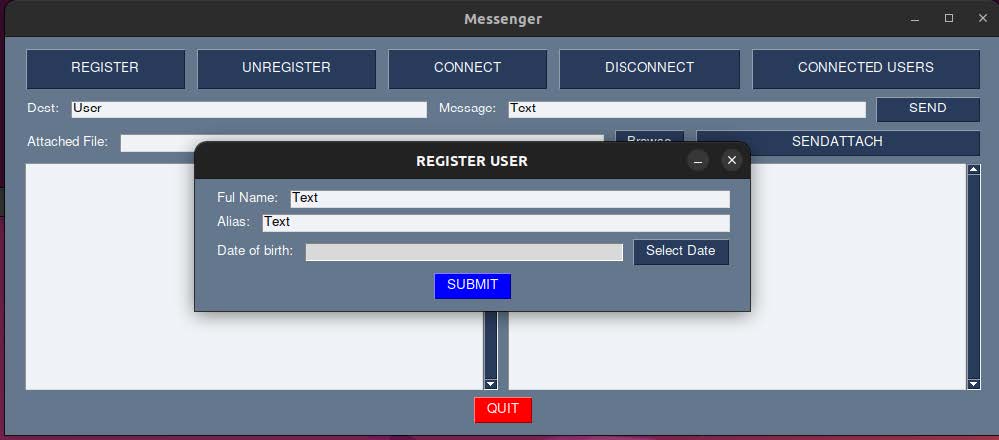 Messenger
REGISTER UNREGISTER CONNECT DISCONNECT CONNECTED USERS
Dest: User Message: Text SEND
Attached File: Browse SENDATTACH
REGISTER USER
Ful Name: Text
Alias: Text
Date of birth: Select Date
SUBMIT
QUIT